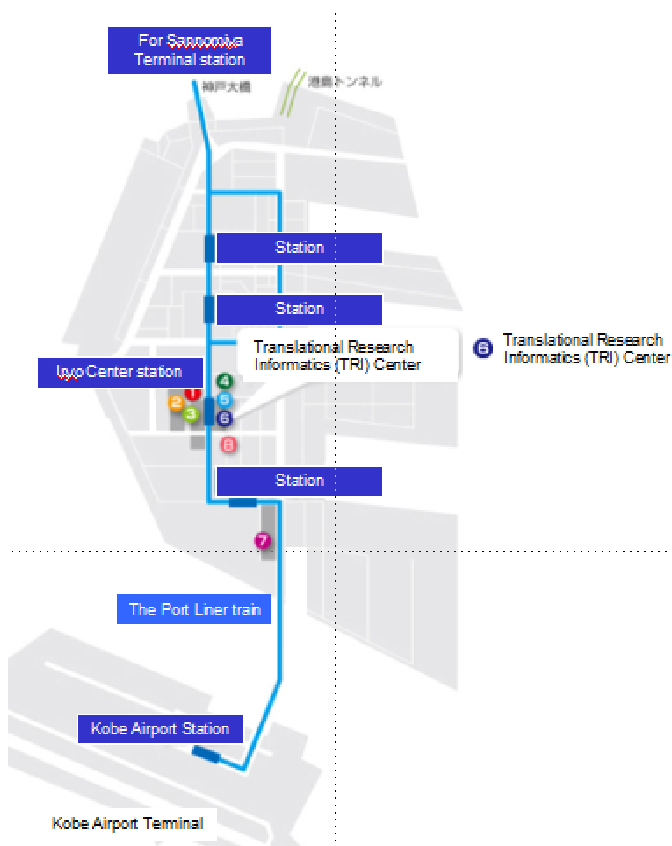 For Sannomiya
Terminal station
神戸大橋
港島トンネル
Station
Station
Translational Research
Informatics (TRI) Center
6 Translational Research
Informatics (TRI) Center
Iryo Center station
4
1
2
5
3
6
8
Station
7
The Port Liner train
Kobe Airport Station
Kobe Airport Terminal